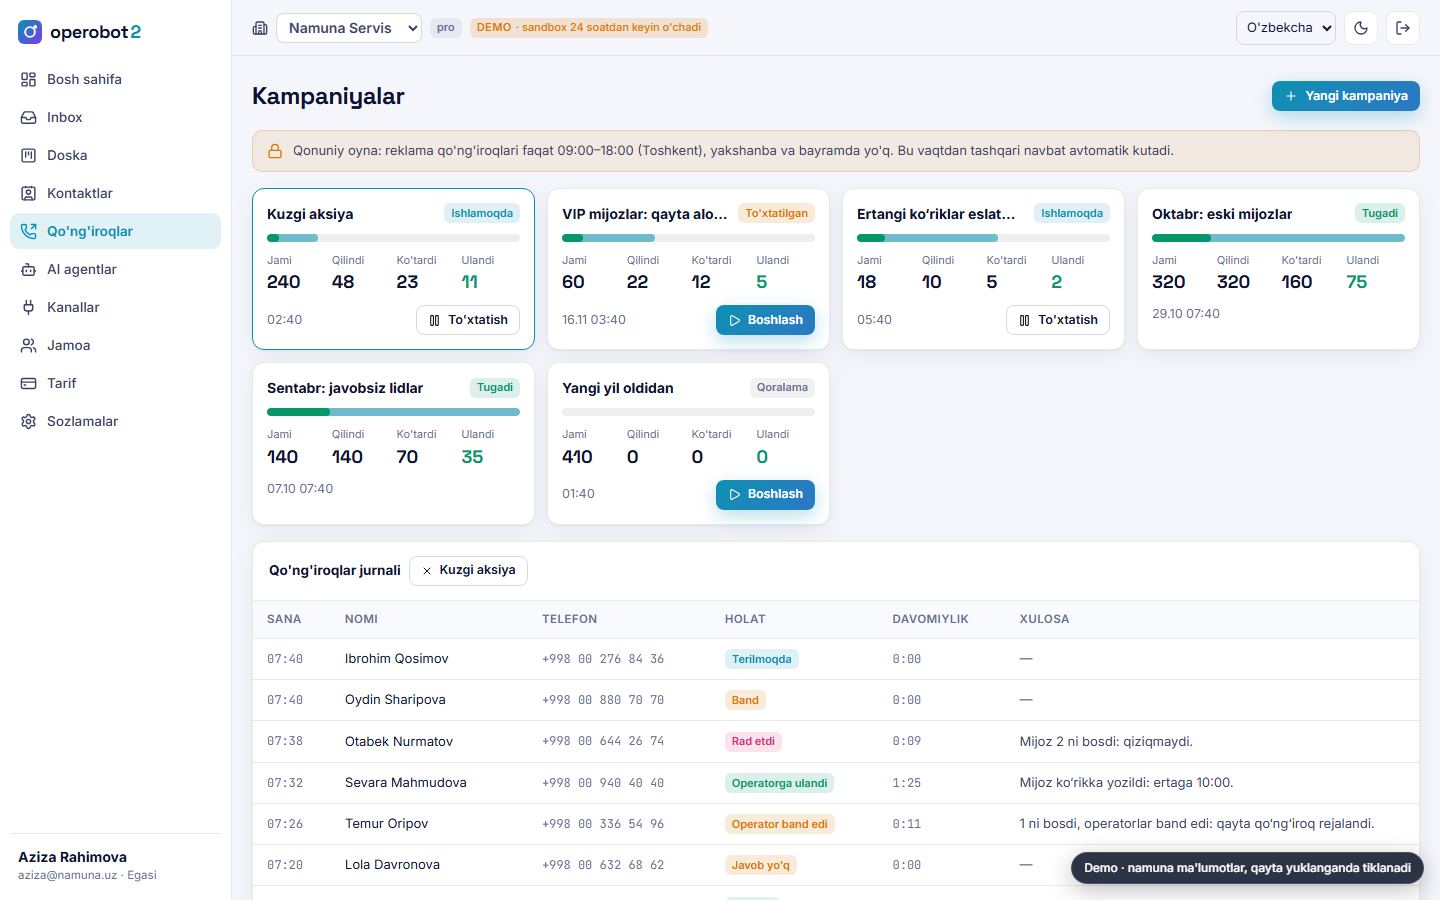 operobot2
Namuna Servis
pro
DEMO · sandbox 24 soatdan keyin o'chadi
O'zbekcha
Bosh sahifa
Inbox
Doska
Kontaktlar
Qo'ng'iroqlar
AI agentlar
Kanallar
Jamoa
Tarif
Sozlamalar
Aziza Rahimova
aziza@namuna.uz · Egasi
Kampaniyalar
Yangi kampaniya
Qonuniy oyna: reklama qo'ng'iroqlari faqat 09:00–18:00 (Toshkent), yakshanba va bayramda yo'q. Bu vaqtdan tashqari navbat avtomatik kutadi.
Kuzgi aksiya Ishlamoqda
Jami Qilindi Ko'tardi Ulandi
240 48 23 11
02:40 To'xtatish
VIP mijozlar: qayta alo... To'xtatilgan
Jami Qilindi Ko'tardi Ulandi
60 22 12 5
16.11 03:40 Boshlash
Ertangi ko‘riklar eslat... Ishlamoqda
Jami Qilindi Ko'tardi Ulandi
18 10 5 2
05:40 To'xtatish
Oktabr: eski mijozlar Tugadi
Jami Qilindi Ko'tardi Ulandi
320 320 160 75
29.10 07:40
Sentabr: javobsiz lidlar Tugadi
Jami Qilindi Ko'tardi Ulandi
140 140 70 35
07.10 07:40
Yangi yil oldidan Qoralama
Jami Qilindi Ko'tardi Ulandi
410 0 0 0
01:40 Boshlash
Qo'ng'iroqlar jurnali Kuzgi aksiya
SANA NOMI TELEFON HOLAT DAVOMIYLIK XULOSA
07:40 Ibrohim Qosimov +998 00 276 84 36 Terilmoqda 0:00 —
07:40 Oydin Sharipova +998 00 880 70 70 Band 0:00 —
07:38 Otabek Nurmatov +998 00 644 26 74 Rad etdi 0:09 Mijoz 2 ni bosdi: qiziqmaydi.
07:32 Sevara Mahmudova +998 00 940 40 40 Operatorga ulandi 1:25 Mijoz ko‘rikka yozildi: ertaga 10:00.
07:26 Temur Oripov +998 00 336 54 96 Operator band edi 0:11 1 ni bosdi, operatorlar band edi: qayta qo‘ng‘iroq rejalandi.
07:20 Lola Davronova +998 00 632 68 62 Javob yo'q 0:00 —
Demo · namuna ma'lumotlar, qayta yuklanganda tiklanadi